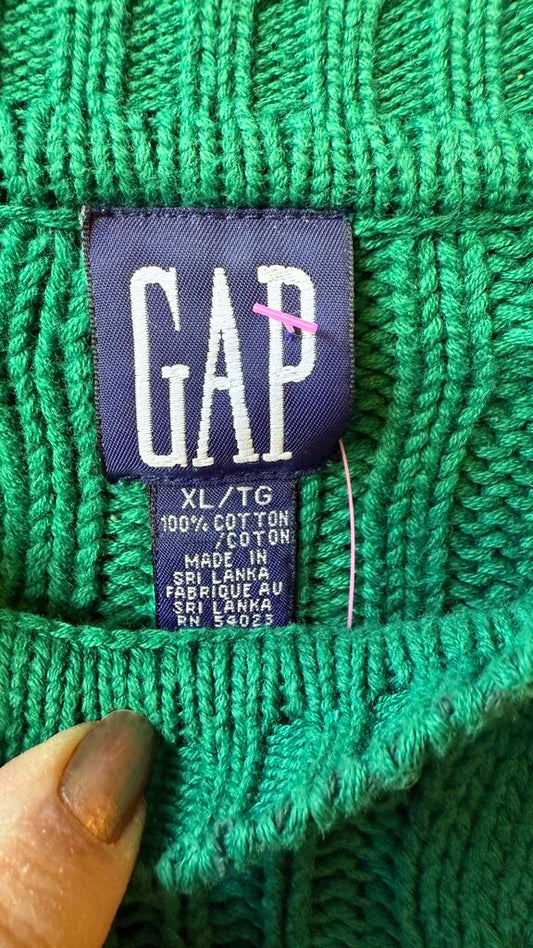 GAP
XL/TG
100% COTTON
/COTON
MADE IN
SRI LANKA
FABRIQUE AU
SRI LANKA
RN 54023